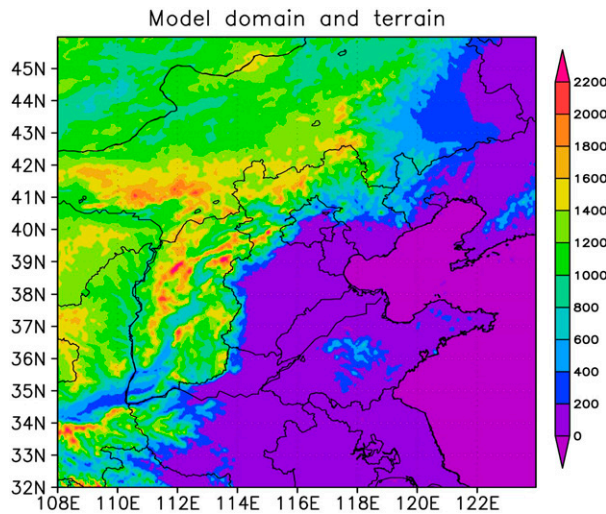 Model domain and terrain
45N
44N
43N
42N
41N
40N
39N
38N
37N
36N
35N
34N
33N
32N
108E 110E 112E 114E 116E 118E 120E 122E
2200
2000
1800
1600
1400
1200
1000
800
600
400
200
0